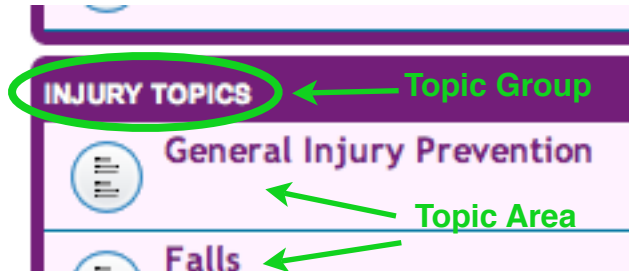 INJURY TOPICS
Topic Group
General Injury Prevention
Topic Area
Falls